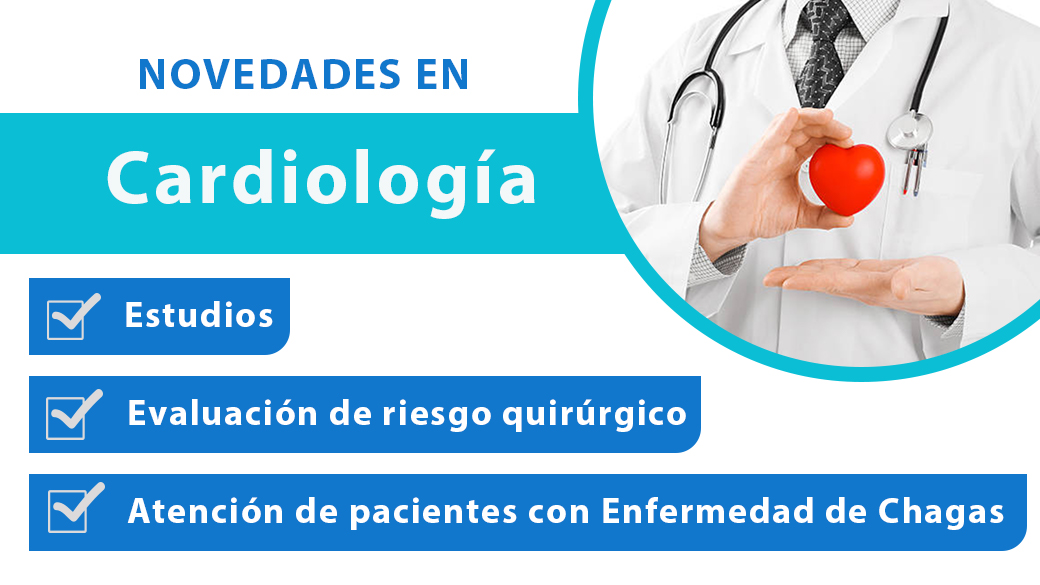 NOVEDADES EN
Cardiología
Estudios
Evaluación de riesgo quirúrgico
Atención de pacientes con Enfermedad de Chagas